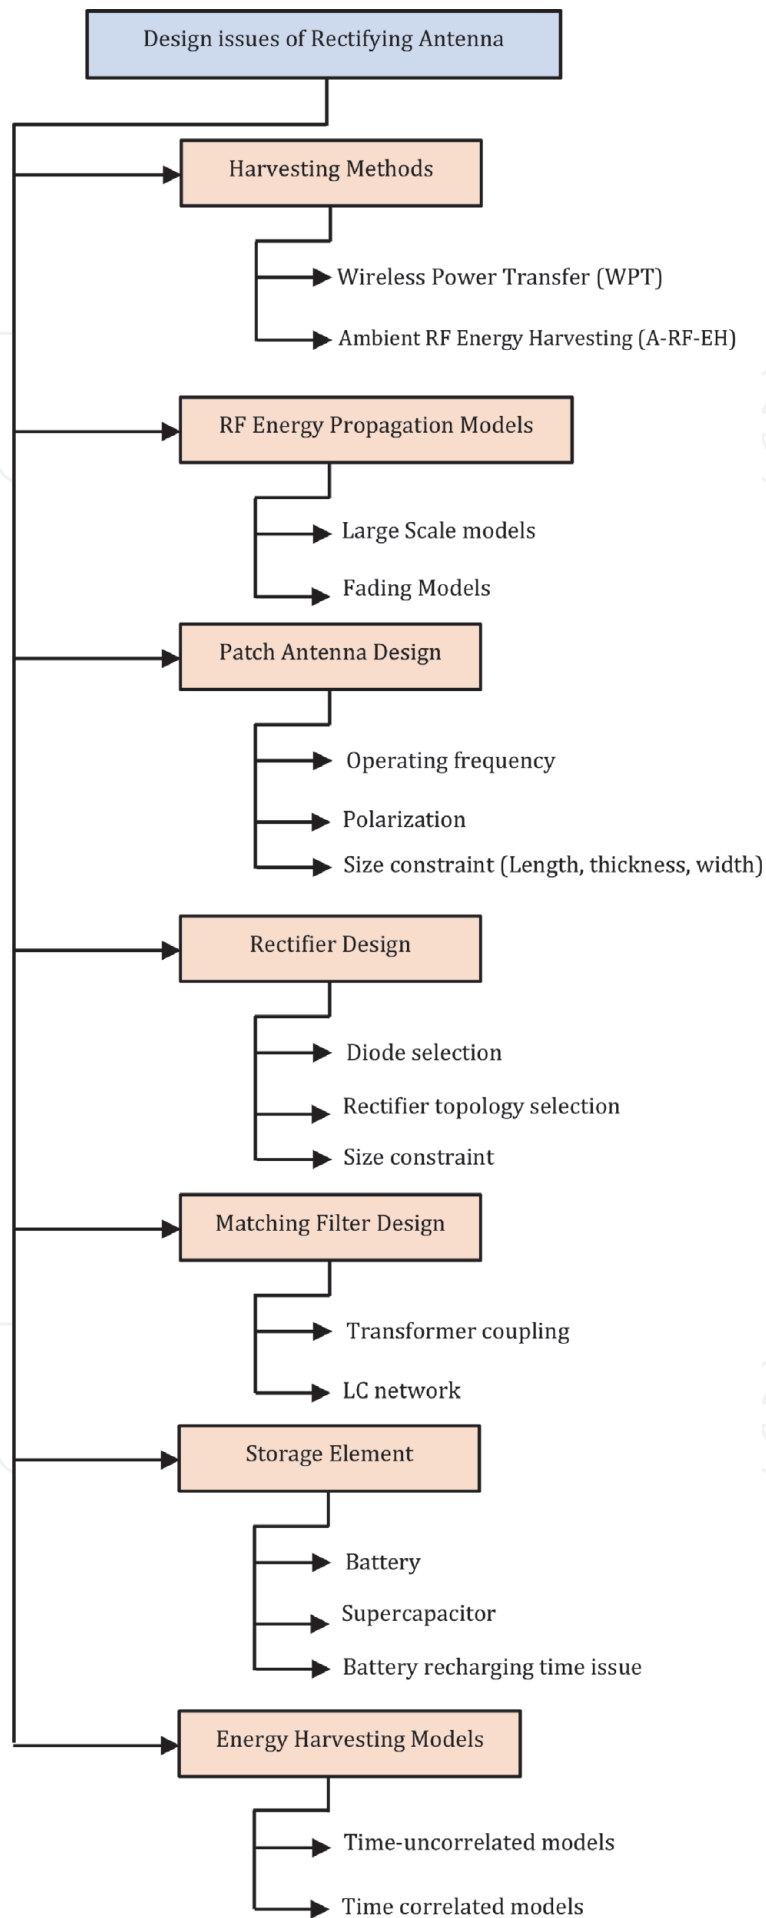 Design issues of Rectifying Antenna
Harvesting Methods
Wireless Power Transfer (WPT)
Ambient RF Energy Harvesting (A-RF-EH)
RF Energy Propagation Models
Large Scale models
Fading Models
Patch Antenna Design
Operating frequency
Polarization
Size constraint (Length, thickness, width)
Rectifier Design
Diode selection
Rectifier topology selection
Size constraint
Matching Filter Design
Transformer coupling
LC network
Storage Element
Battery
Supercapacitor
Battery recharging time issue
Energy Harvesting Models
Time-uncorrelated models
Time correlated models